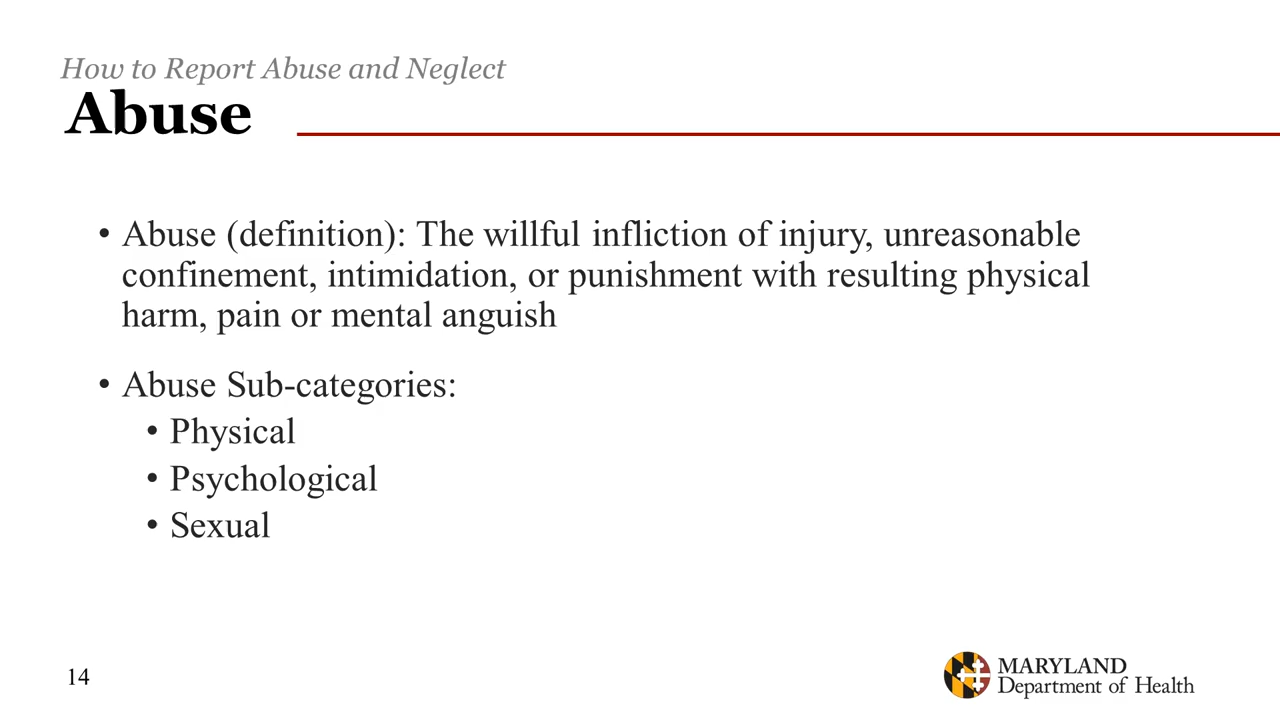 How to Report Abuse and Neglect
Abuse
• Abuse (definition): The willful infliction of injury, unreasonable
confinement, intimidation, or punishment with resulting physical
harm, pain or mental anguish
• Abuse Sub-categories:
• Physical
• Psychological
• Sexual
14
MARYLAND
Department of Health